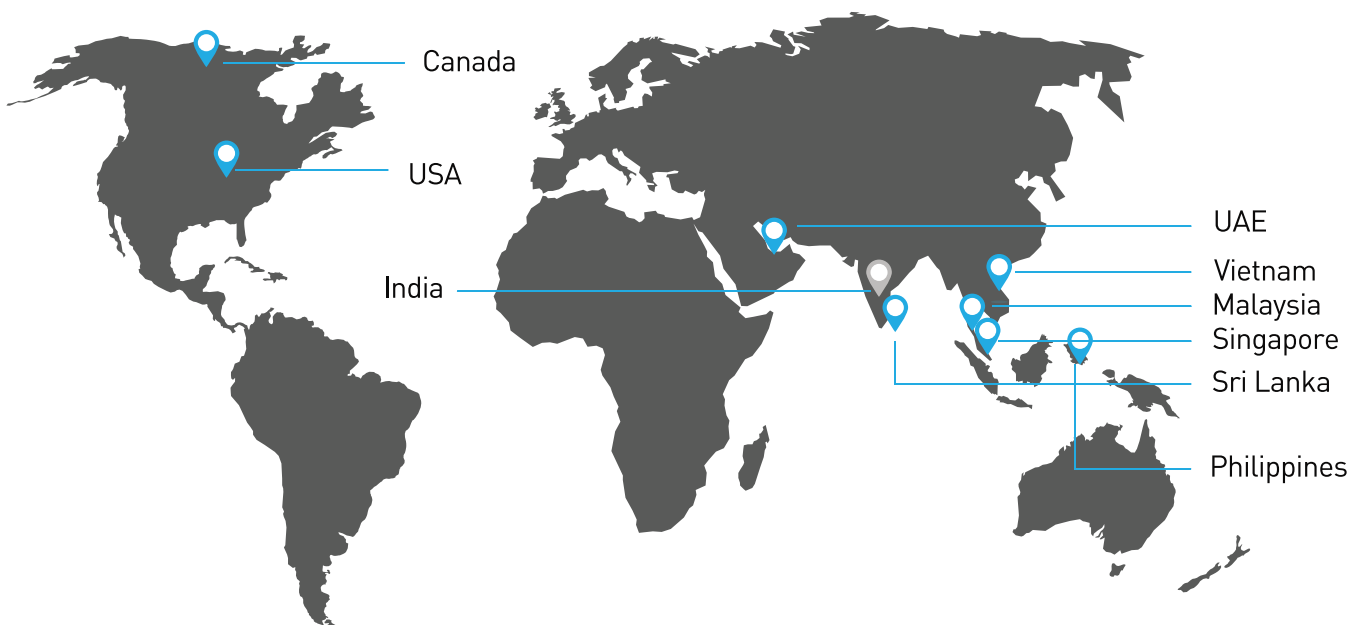 Canada
USA
UAE
Vietnam
India
Malaysia
Singapore
Sri Lanka
Philippines